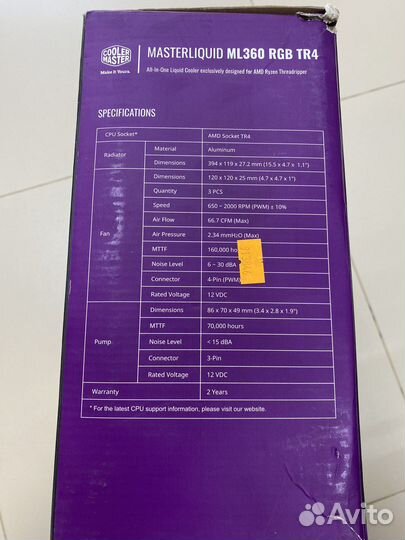 COOLER MASTER
Make It Yours.
MASTERLIQUID ML360 RGB TR4
All-In-One Liquid Cooler exclusively designed for AMD Ryzen Threadripper
SPECIFICATIONS
CPU Socket* AMD Socket TR4
Radiator Material Aluminum
Dimensions 394 x 119 x 27.2 mm (15.5 x 4.7 x 1.1")
Fan Dimensions 120 x 120 x 25 mm (4.7 x 4.7 x 1")
Quantity 3 PCS
Speed 650 ~ 2000 RPM (PWM) ± 10%
Air Flow 66.7 CFM (Max)
Air Pressure 2.34 mmH2O (Max)
MTTF 160,000
Noise Level 6 ~ 30 dBA
Connector 4-Pin (PWM)
Rated Voltage 12 VDC
Pump Dimensions 86 x 70 x 49 mm (3.4 x 2.8 x 1.9")
MTTF 70,000 hours
Noise Level < 15 dBA
Connector 3-Pin
Rated Voltage 12 VDC
Warranty 2 Years
* For the latest CPU support information, please visit our website.
Avito